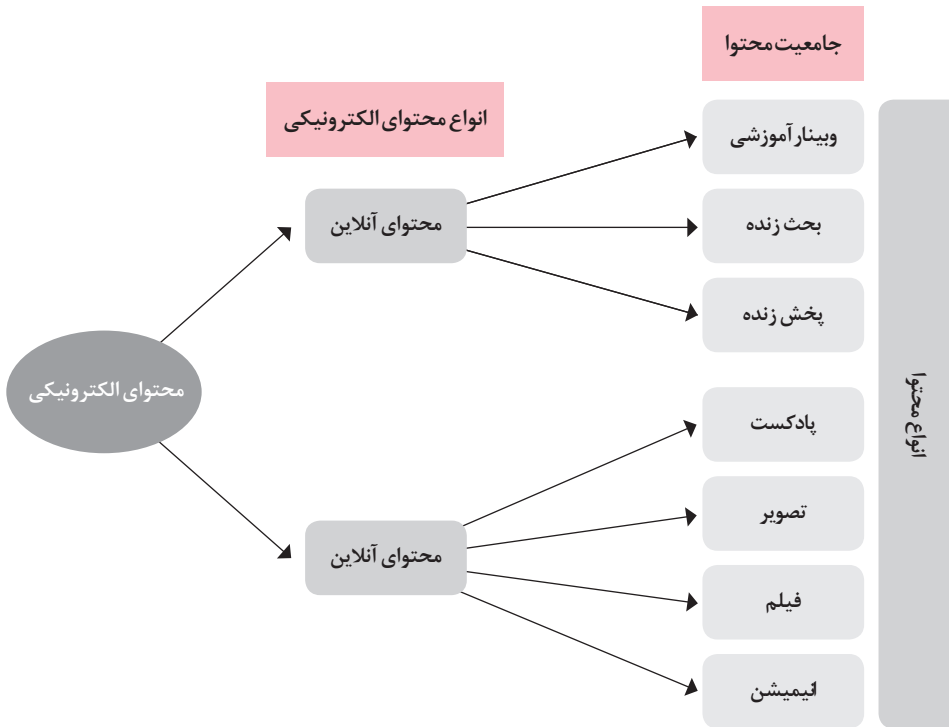 جامعیت محتوا
انواع محتوای الکترونیکی
وبینار آموزشی
محتوای آنلاین
بحث زنده
پخش زنده
محتوای الکترونیکی
انواع محتوا
پادکست
تصویر
محتوای آنلاین
فیلم
انیمیشن